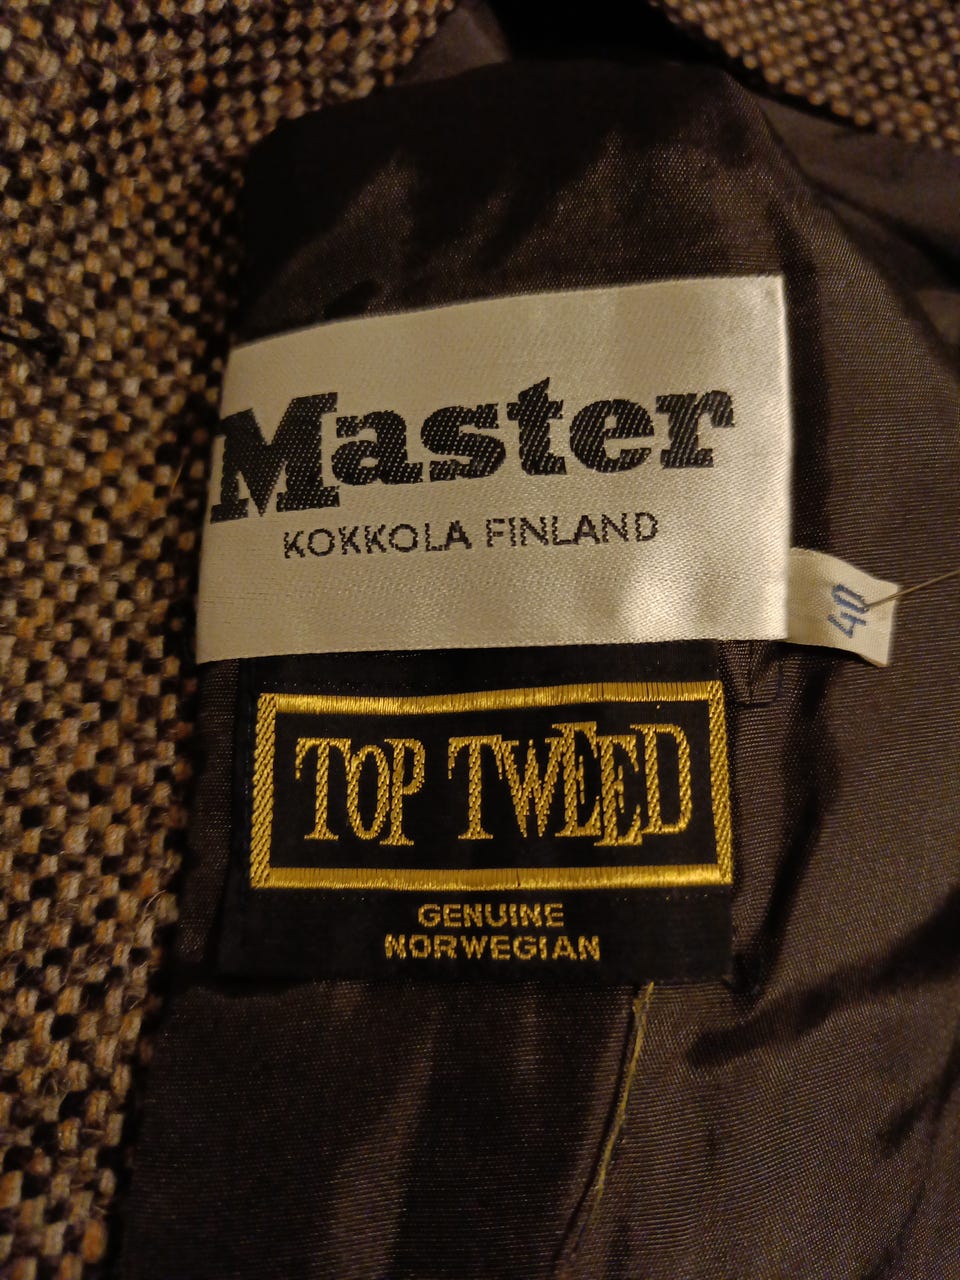 Master
KOKKOLA FINLAND
40
TOP TWEED
GENUINE
NORWEGIAN